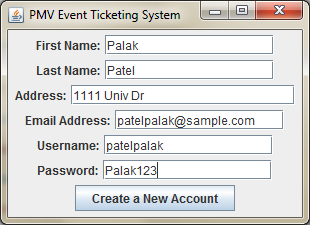 PMV Event Ticketing System
First Name: Palak
Last Name: Patel
Address: 1111 Univ Dr
Email Address: patelpalak@sample.com
Username: patelpalak
Password: Palak123
Create a New Account